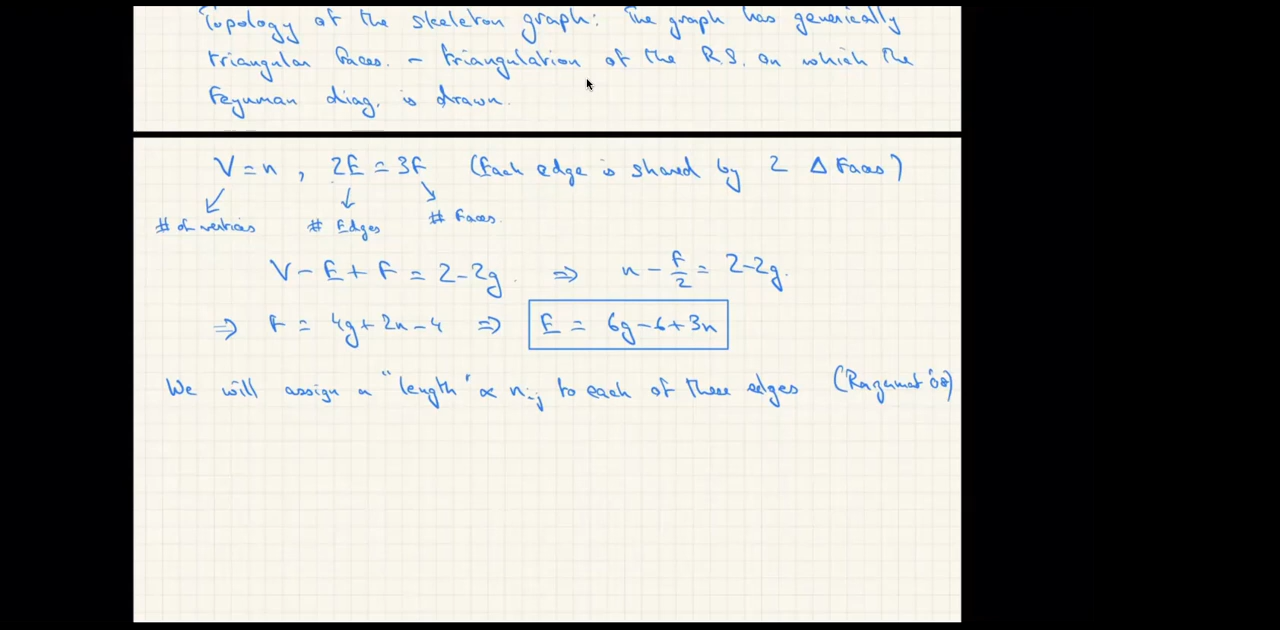 Topology of the skeleton graph: The graph has generically
triangular faces. - triangulation of the R.S. on which the
Feynman diag. is drawn.
V = n , 2E = 3F (Each edge is shared by 2 Δ Faces)
# of vertices # Edges # Faces
V - E + F = 2-2g. ⇒ n - F/2 = 2-2g.
⇒ F = 4g+2n-4 ⇒ E = 6g-6+3n
We will assign a "length" ∝ nij to each of these edges (Razamat '08)